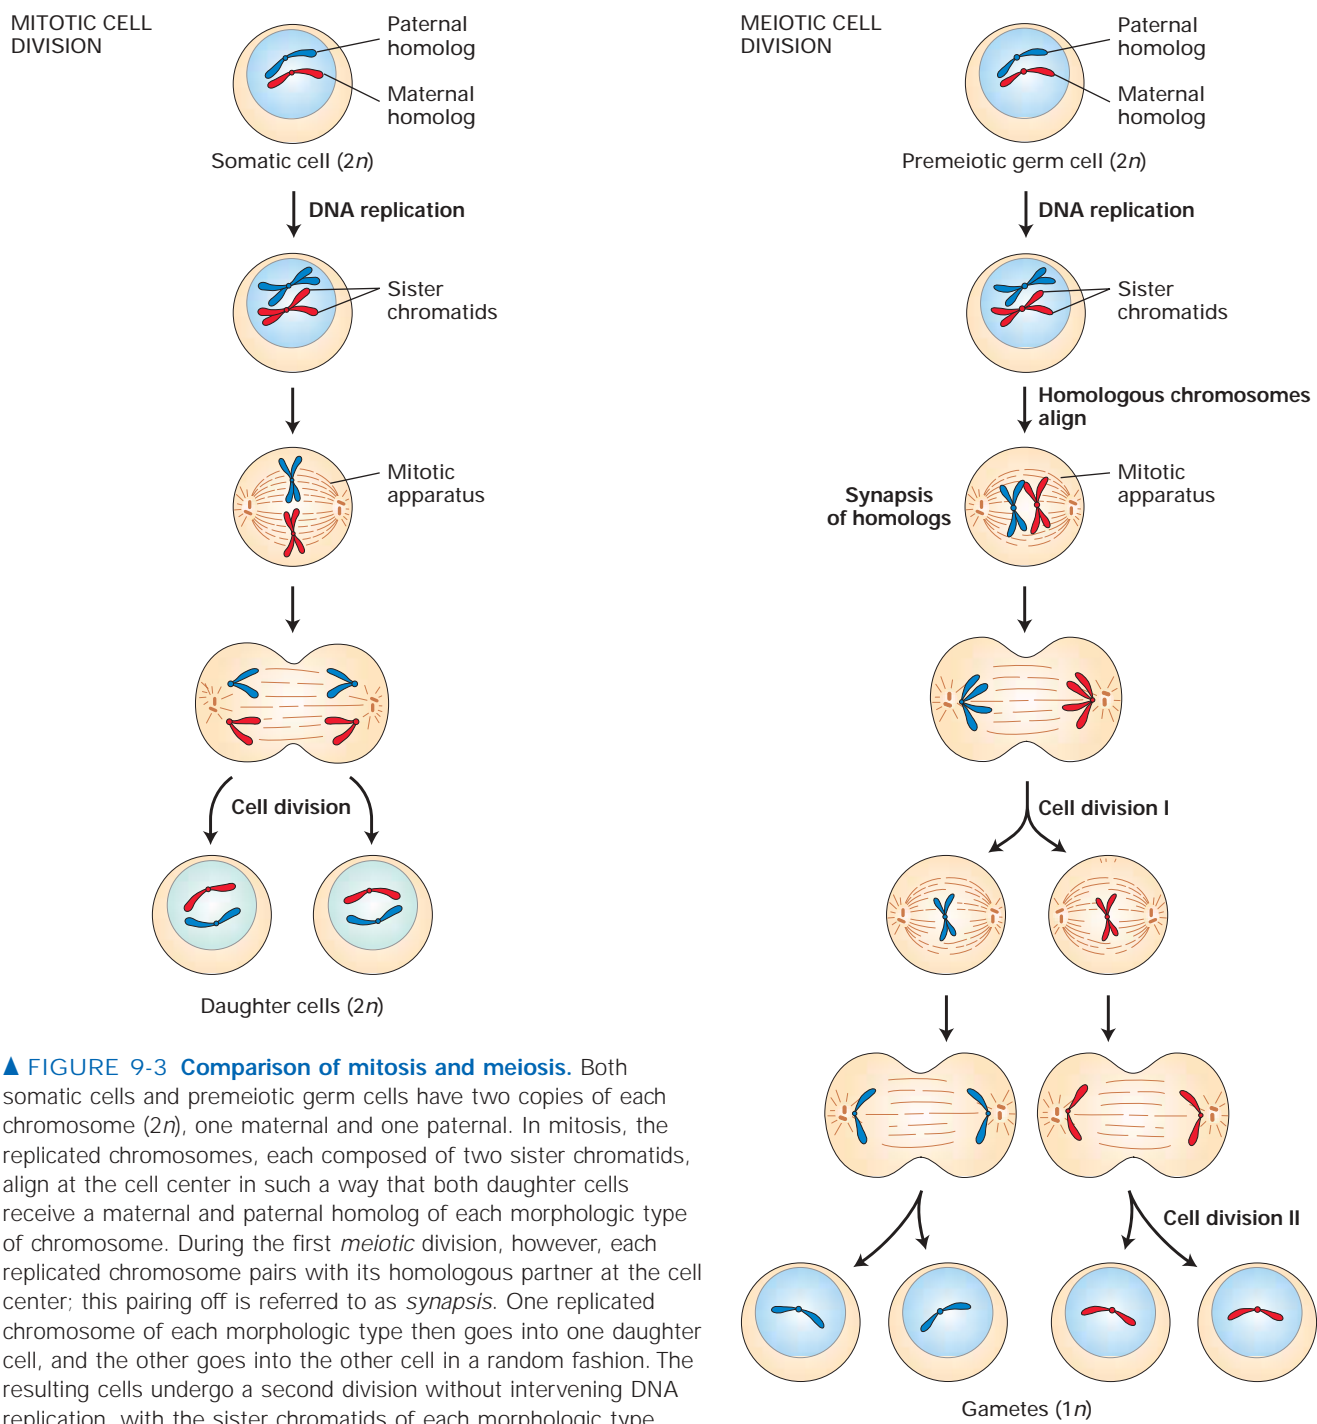 MITOTIC CELL
DIVISION
Paternal
homolog
Maternal
homolog
Somatic cell (2n)
DNA replication
Sister
chromatids
Mitotic
apparatus
Cell division
Daughter cells (2n)
MEIOTIC CELL
DIVISION
Paternal
homolog
Maternal
homolog
Premeiotic germ cell (2n)
DNA replication
Sister
chromatids
Homologous chromosomes
align
Synapsis
of homologs
Mitotic
apparatus
Cell division I
Cell division II
Gametes (1n)
▲ FIGURE 9-3 Comparison of mitosis and meiosis. Both
somatic cells and premeiotic germ cells have two copies of each
chromosome (2n), one maternal and one paternal. In mitosis, the
replicated chromosomes, each composed of two sister chromatids,
align at the cell center in such a way that both daughter cells
receive a maternal and paternal homolog of each morphologic type
of chromosome. During the first meiotic division, however, each
replicated chromosome pairs with its homologous partner at the cell
center; this pairing off is referred to as synapsis. One replicated
chromosome of each morphologic type then goes into one daughter
cell, and the other goes into the other cell in a random fashion. The
resulting cells undergo a second division without intervening DNA
replication, with the sister chromatids of each morphologic type